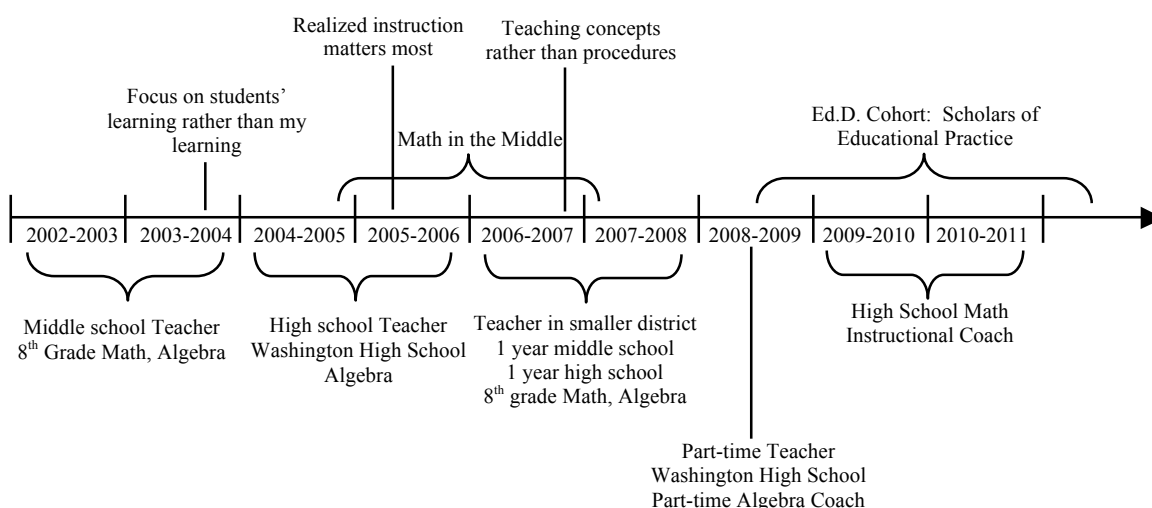 Realized instruction
matters most
Teaching concepts
rather than procedures
Focus on students’
learning rather than my
learning
Math in the Middle
Ed.D. Cohort: Scholars of
Educational Practice
2002-2003 2003-2004 2004-2005 2005-2006 2006-2007 2007-2008 2008-2009 2009-2010 2010-2011
Middle school Teacher
8th Grade Math, Algebra
High school Teacher
Washington High School
Algebra
Teacher in smaller district
1 year middle school
1 year high school
8th grade Math, Algebra
High School Math
Instructional Coach
Part-time Teacher
Washington High School
Part-time Algebra Coach